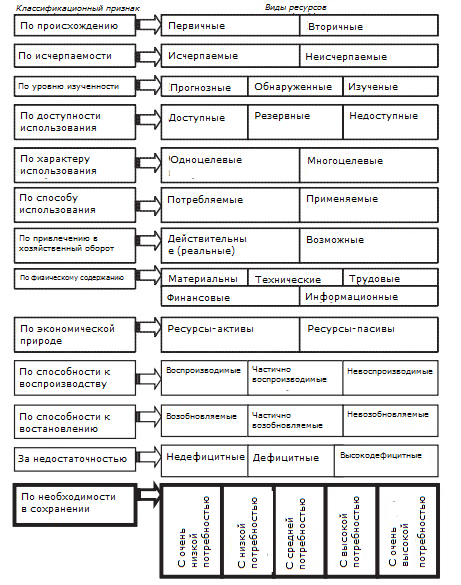 Классификационный признак Виды ресурсов
По происхождению Первичные Вторичные
По исчерпаемости Исчерпаемые Неисчерпаемые
По уровню изученности Прогнозные Обнаруженные Изученые
По доступности
использования
Доступные Резервные Недоступные
По характеру
использования
Одноцелевые Многоцелевые
По способу
использования
Потребляемые Применяемые
По привлечению в
хозяйственный оборот
Действительны
е (реальные)
Возможные
По физическому содержанию Материальны Технические Трудовые
Финансовые Информационные
По экономической
природе
Ресурсы-активы Ресурсы-пасивы
По способности к
воспроизводству
Воспроизводимые
Частично
воспроизводимые
Невоспроизводимые
По способности к
востановлению
Возобновляемые
Частично
возобновляемые
Невозобновляемые
За недостаточностью Недефицитные Дефицитные Высокодефицитные
По необходимости
в сохранении
С очень
низкой
потребностью
С низкой
потребностью
С средней
потребностью
С высокой
потребностью
С очень
высокой
потребностью